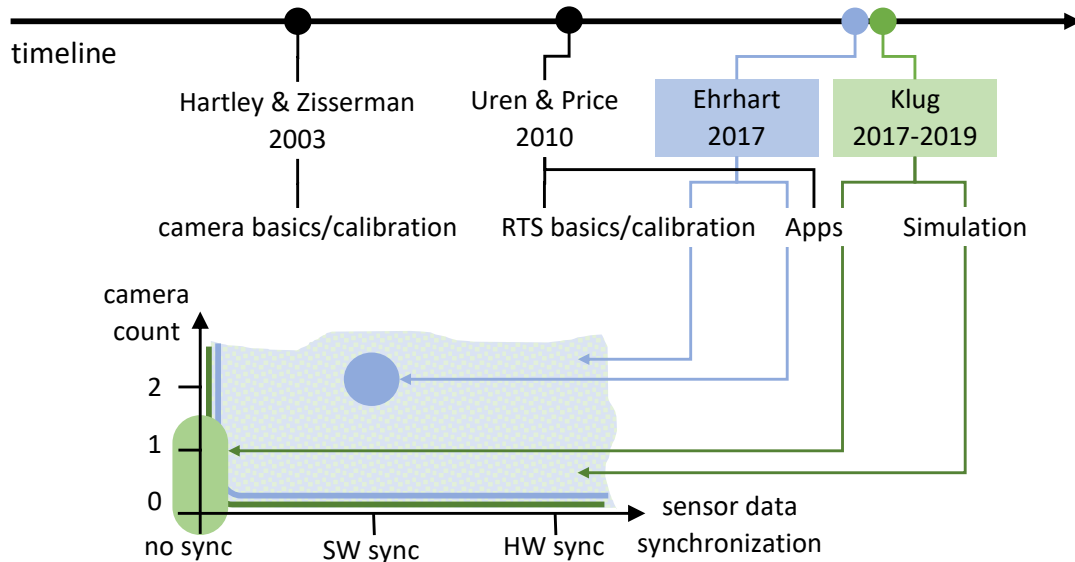 timeline
Hartley & Zisserman
2003
Uren & Price
2010
Ehrhart
2017
Klug
2017-2019
camera basics/calibration
RTS basics/calibration
Apps
Simulation
camera
count
2
1
0
no sync
SW sync
HW sync
sensor data
synchronization